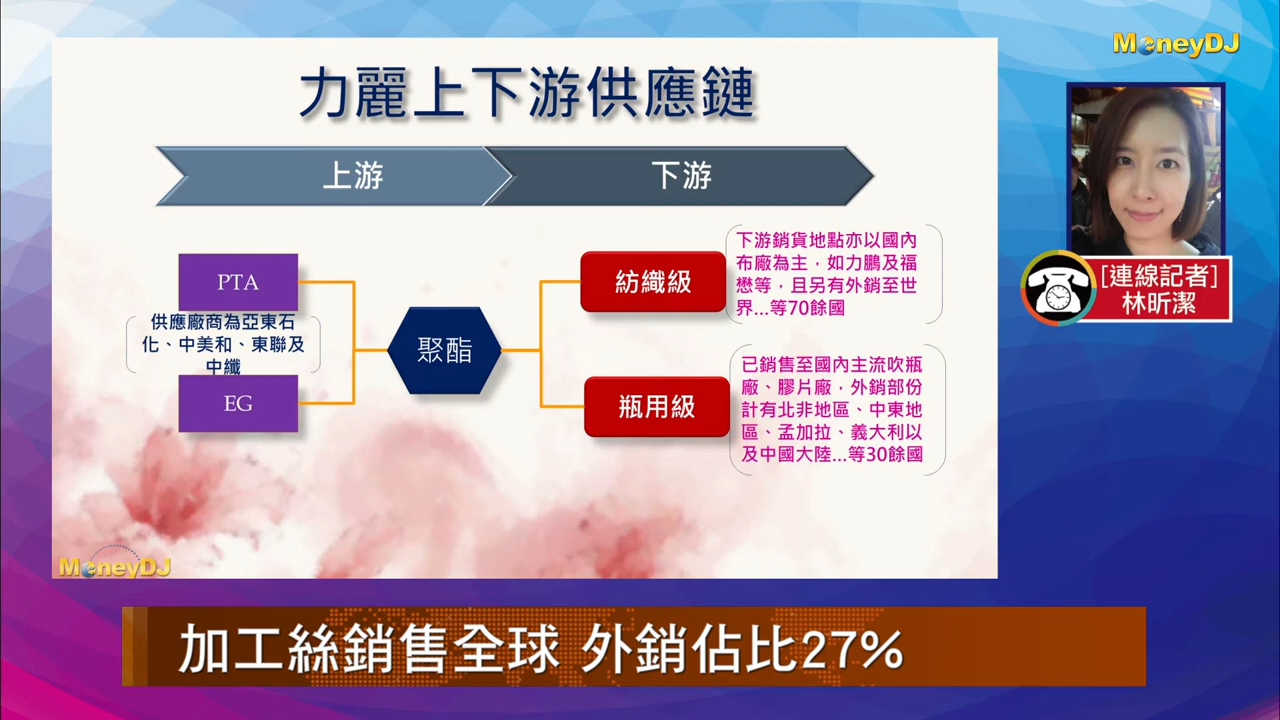 MoneyDJ
力麗上下游供應鏈
上游
下游
PTA
供應廠商為亞東石
化、中美和、東聯及
中纖
EG
聚酯
紡織級
下游銷貨地點亦以國內
布廠為主，如力鵬及福
懋等，且另有外銷至世
界...等70餘國
瓶用級
已銷售至國內主流吹瓶
廠、膠片廠，外銷部份
計有北非地區、中東地
區、孟加拉、義大利以
及中國大陸...等30餘國
[連線記者]
林昕潔
MoneyDJ
加工絲銷售全球 外銷佔比27%